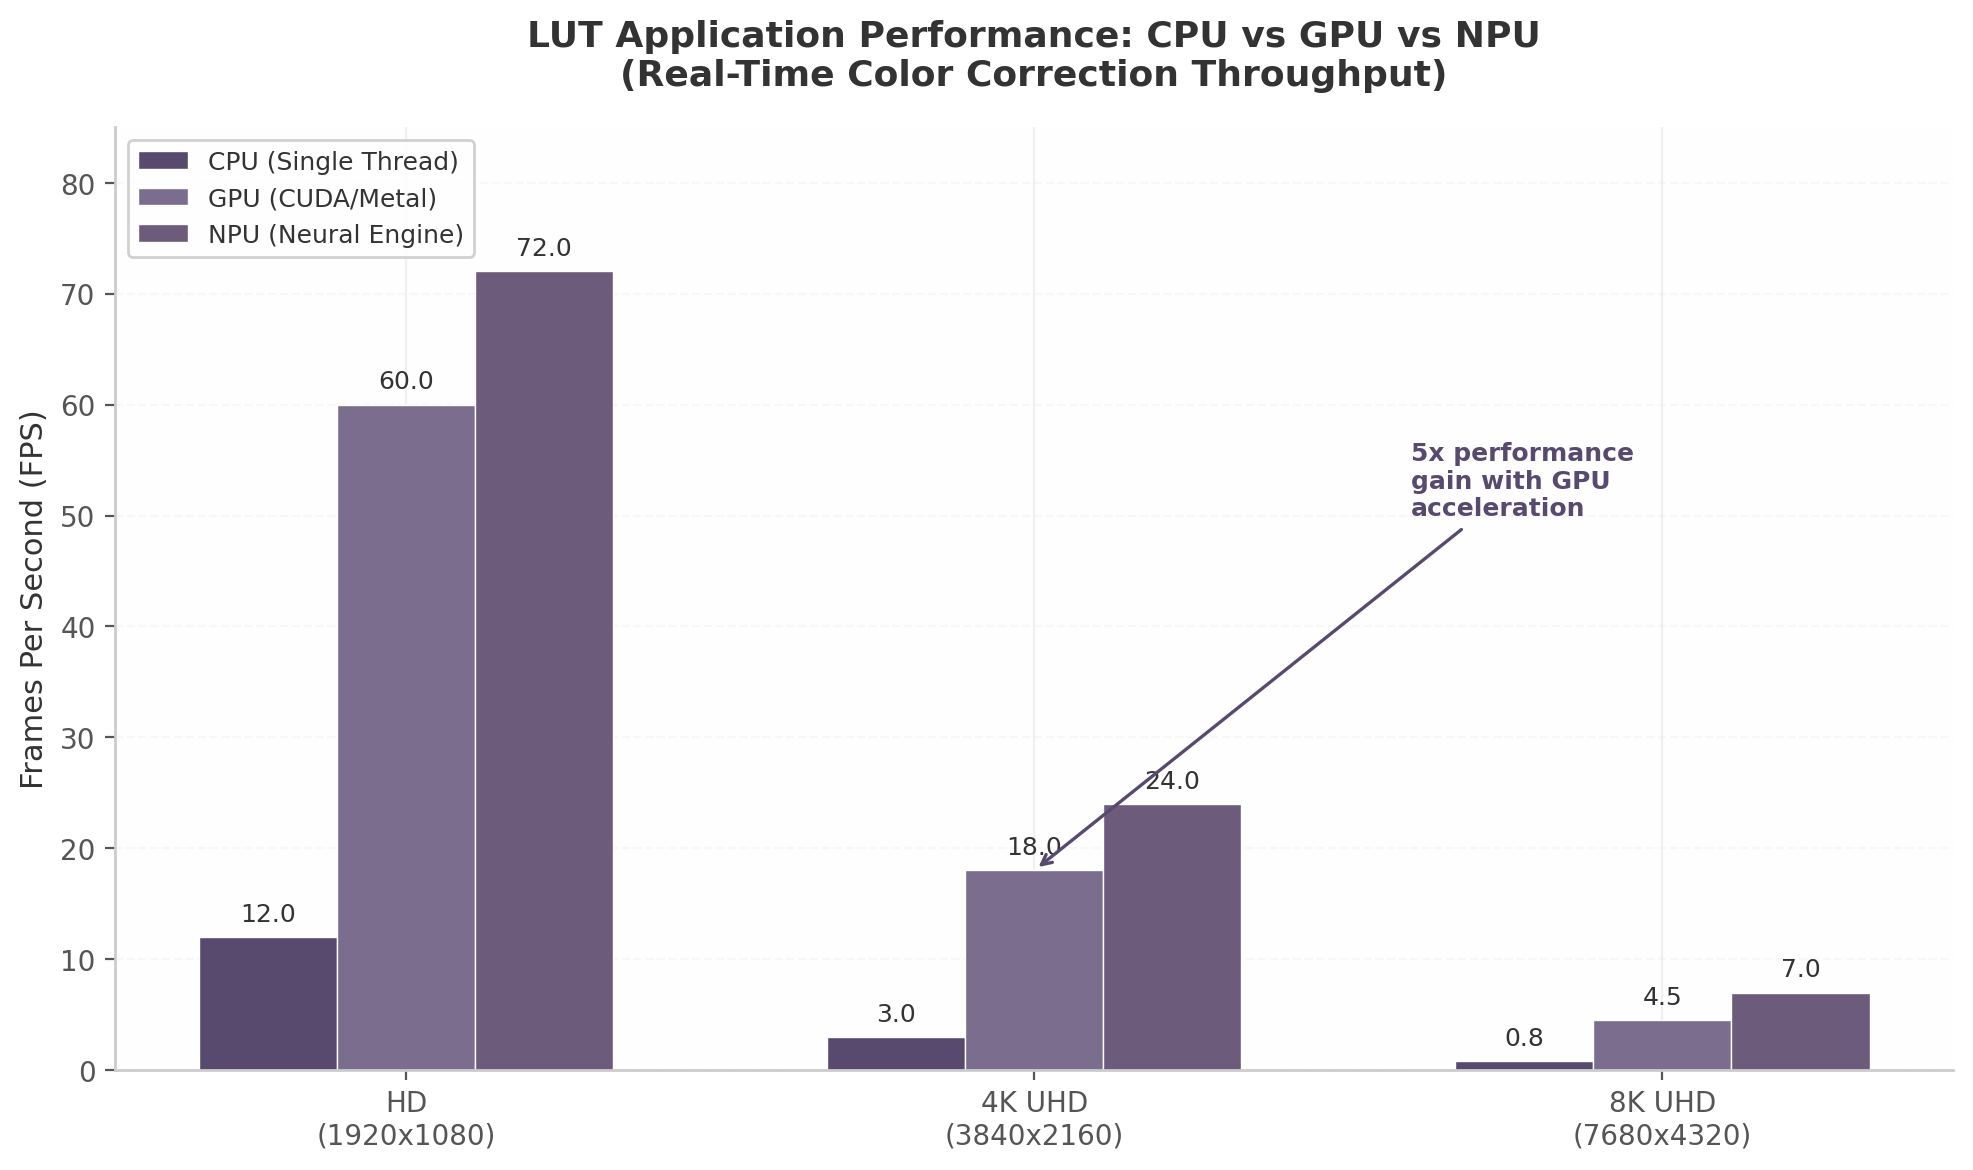 LUT Application Performance: CPU vs GPU vs NPU
(Real-Time Color Correction Throughput)
CPU (Single Thread)
GPU (CUDA/Metal)
NPU (Neural Engine)
Frames Per Second (FPS)
80
70
60
50
40
30
20
10
0
12.0
60.0
72.0
3.0
18.0
24.0
0.8
4.5
7.0
5x performance
gain with GPU
acceleration
HD
(1920x1080)
4K UHD
(3840x2160)
8K UHD
(7680x4320)